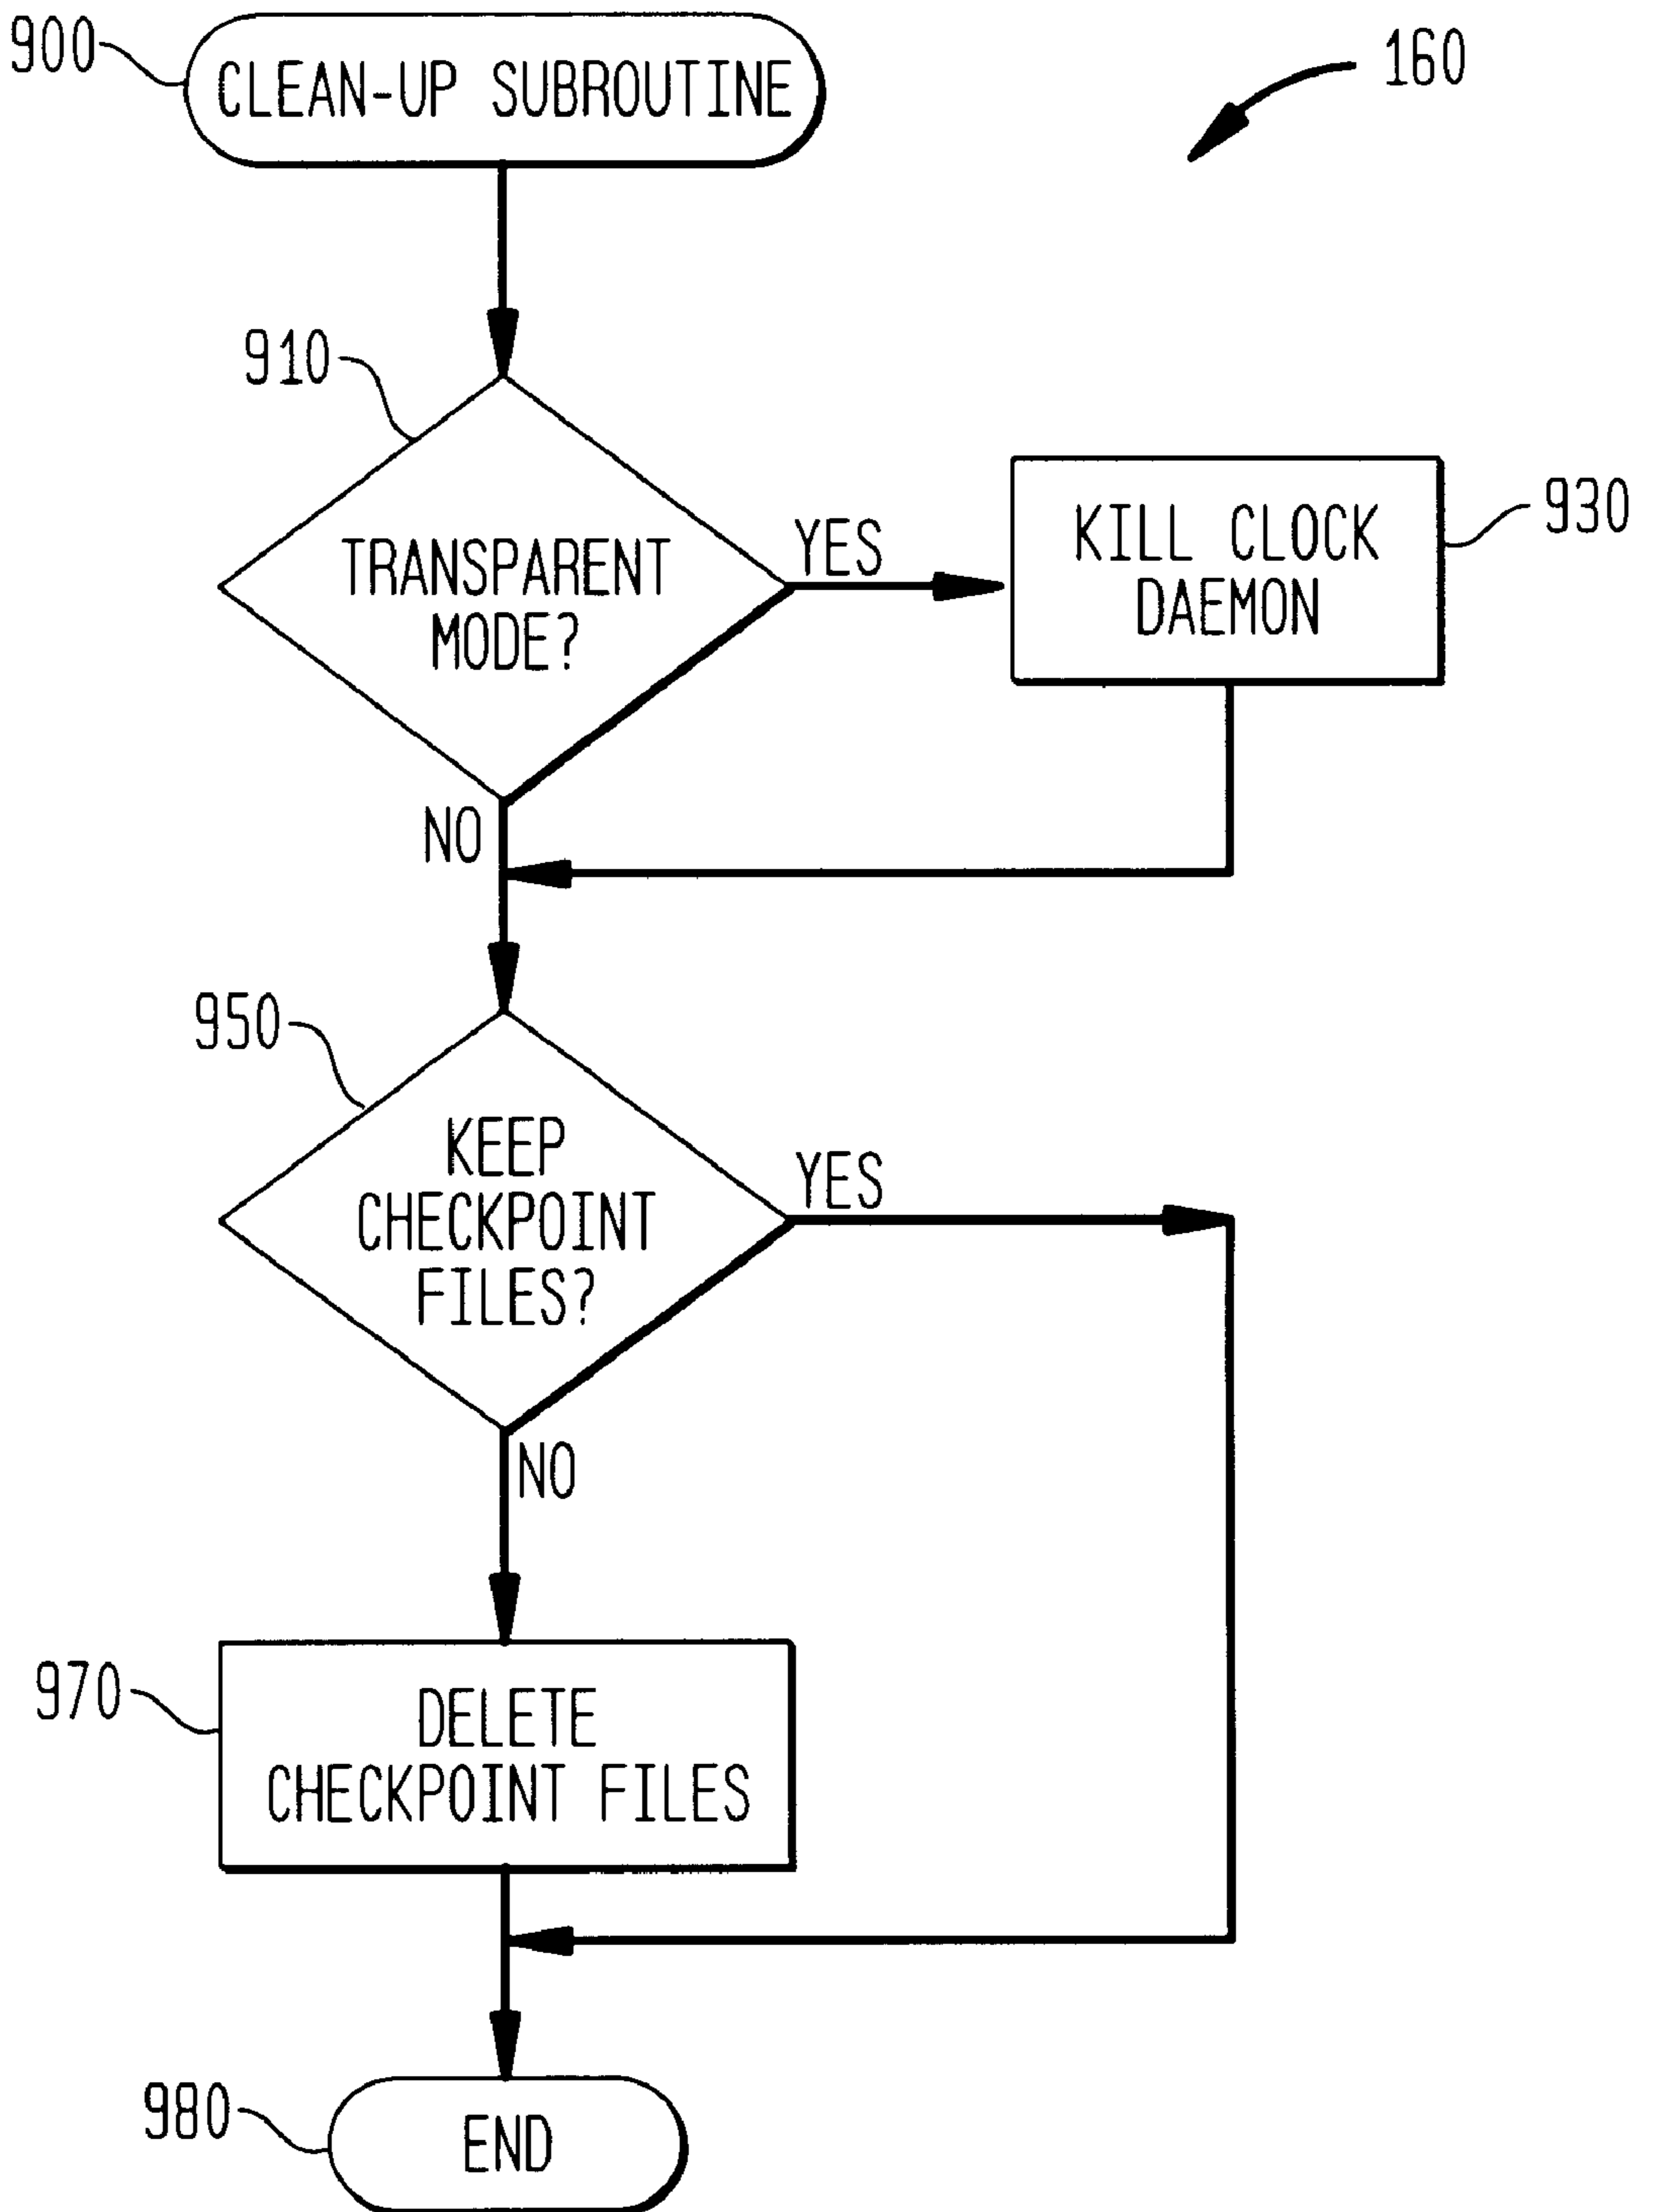 900
CLEAN-UP SUBROUTINE
160
910
TRANSPARENT
MODE?
YES
KILL CLOCK
DAEMON
930
NO
950
KEEP
CHECKPOINT
FILES?
YES
NO
970
DELETE
CHECKPOINT FILES
980
END